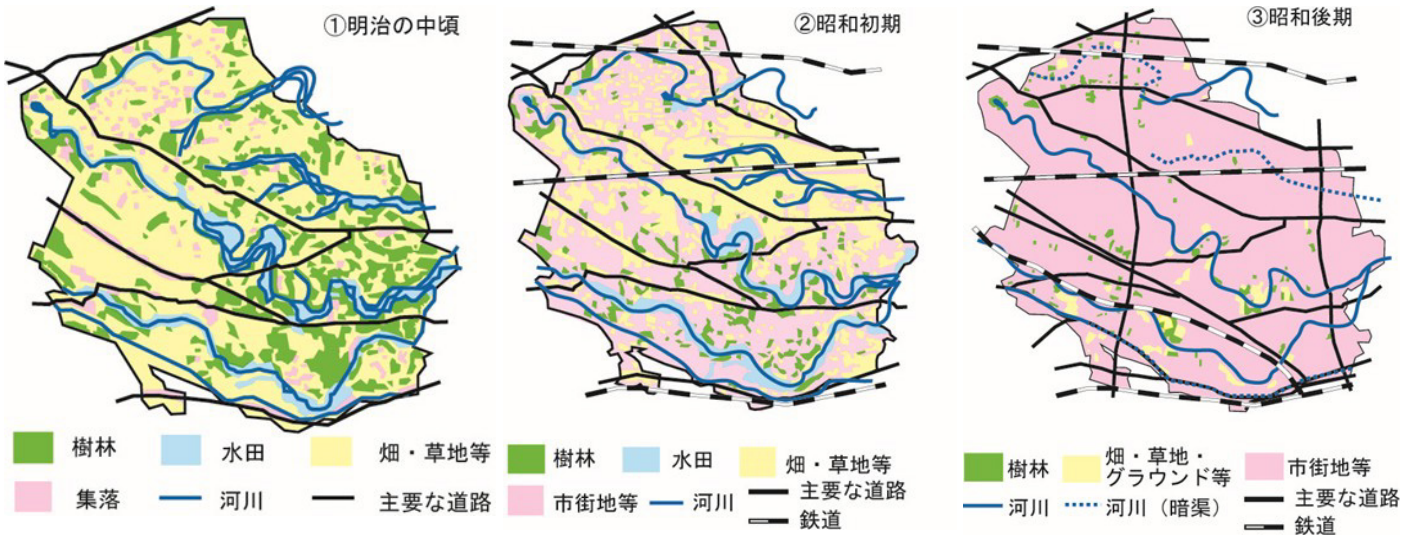 ①明治の中頃
②昭和初期
③昭和後期
樹林
水田
畑・草地等
集落
河川
主要な道路
樹林
水田
畑・草地等
市街地等
河川
主要な道路
鉄道
樹林
畑・草地・
グラウンド等
市街地等
河川
河川（暗渠）
主要な道路
鉄道